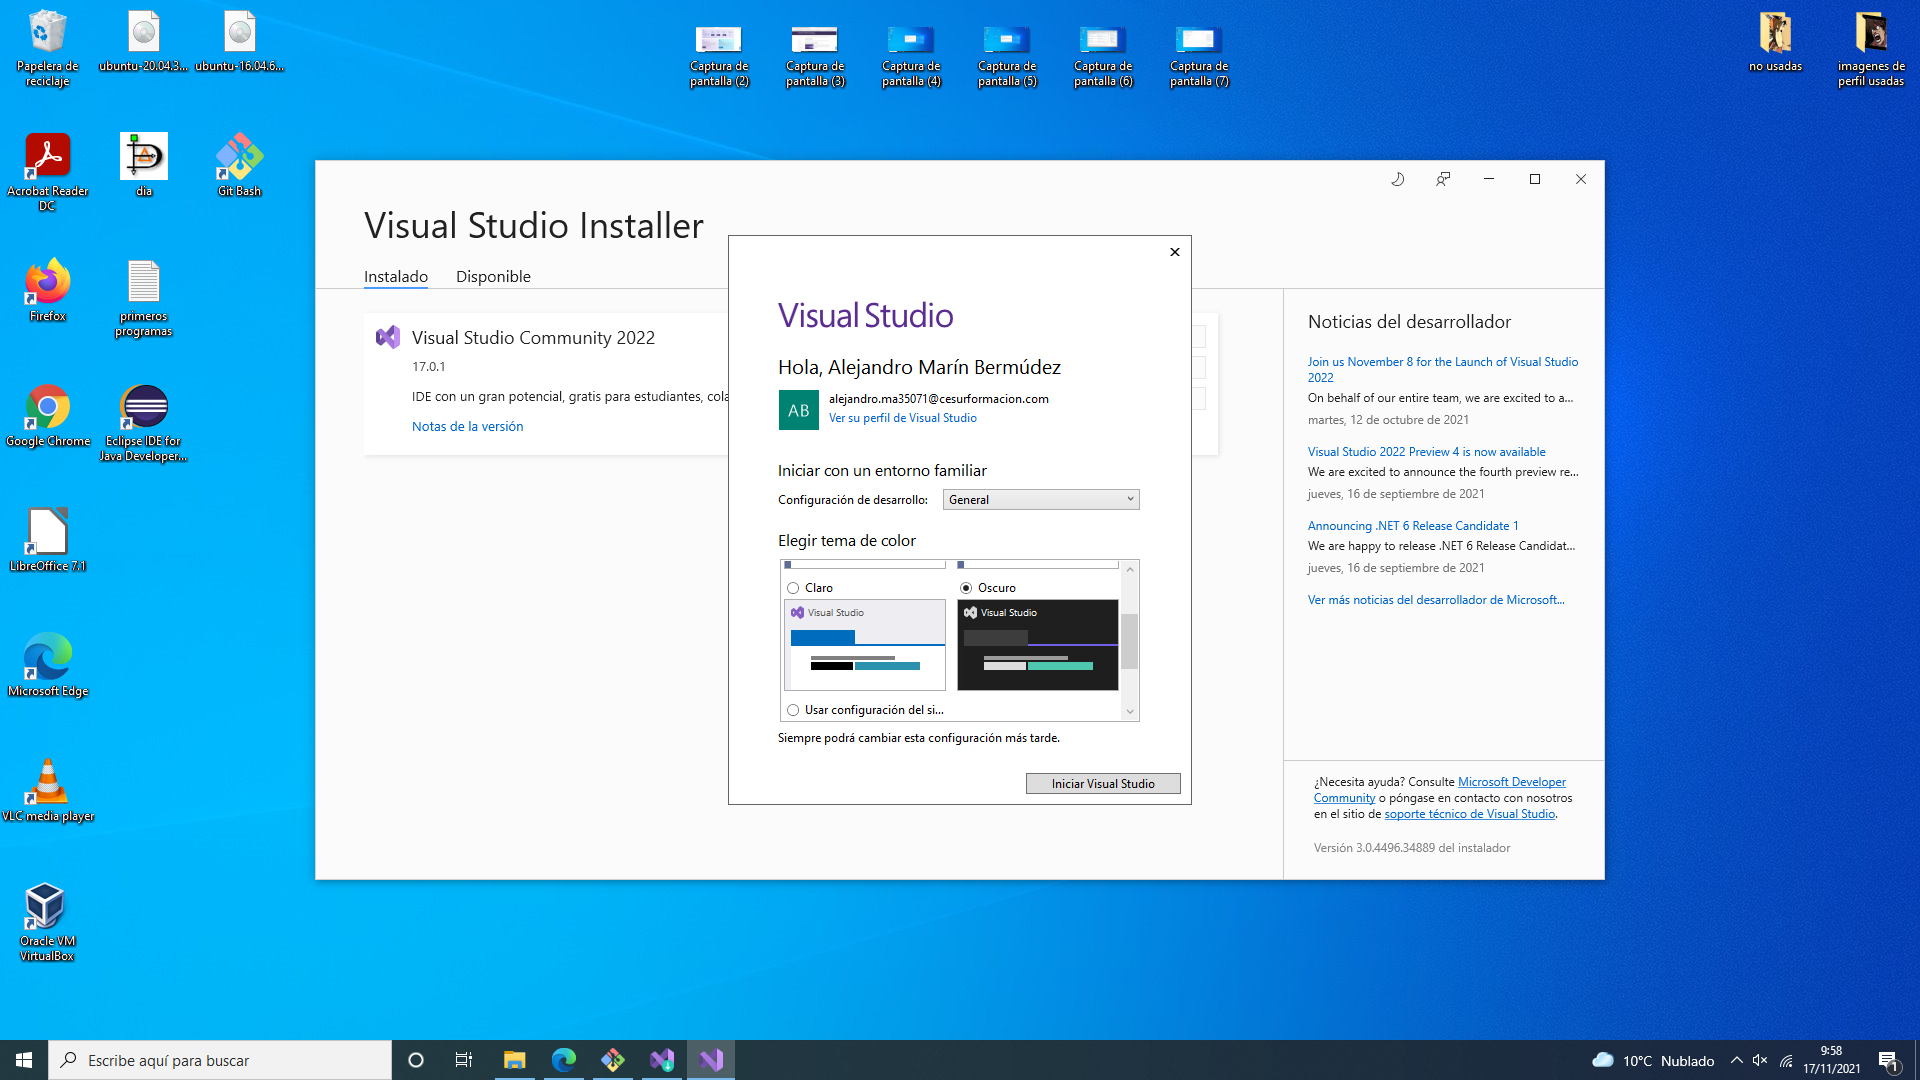 Papelera de
reciclaje
ubuntu-20.04.3...
ubuntu-16.04.6...
Captura de
pantalla (2)
Captura de
pantalla (3)
Captura de
pantalla (4)
Captura de
pantalla (5)
Captura de
pantalla (6)
Captura de
pantalla (7)
no usadas
imagenes de
perfil usadas
Acrobat Reader
DC
dia
Git Bash
Firefox
primeros
programas
Google Chrome
Eclipse IDE for
Java Developer...
LibreOffice 7.1
Microsoft Edge
VLC media player
Oracle VM
VirtualBox
Visual Studio Installer
Instalado
Disponible
Visual Studio Community 2022
17.0.1
IDE con un gran potencial, gratis para estudiantes, cola
Notas de la versión
Visual Studio
Hola, Alejandro Marín Bermúdez
AB
alejandro.ma35071@cesurformacion.com
Ver su perfil de Visual Studio
Iniciar con un entorno familiar
Configuración de desarrollo:
General
Elegir tema de color
Claro
Oscuro
Visual Studio
Visual Studio
Usar configuración del si...
Siempre podrá cambiar esta configuración más tarde.
Iniciar Visual Studio
Noticias del desarrollador
Join us November 8 for the Launch of Visual Studio
2022
On behalf of our entire team, we are excited to a...
martes, 12 de octubre de 2021
Visual Studio 2022 Preview 4 is now available
We are excited to announce the fourth preview re...
jueves, 16 de septiembre de 2021
Announcing .NET 6 Release Candidate 1
We are happy to release .NET 6 Release Candidat...
jueves, 16 de septiembre de 2021
Ver más noticias del desarrollador de Microsoft...
¿Necesita ayuda? Consulte Microsoft Developer
Community o póngase en contacto con nosotros
en el sitio de soporte técnico de Visual Studio.
Versión 3.0.4496.34889 del instalador
Escribe aquí para buscar
10°C Nublado
9:58
17/11/2021
1